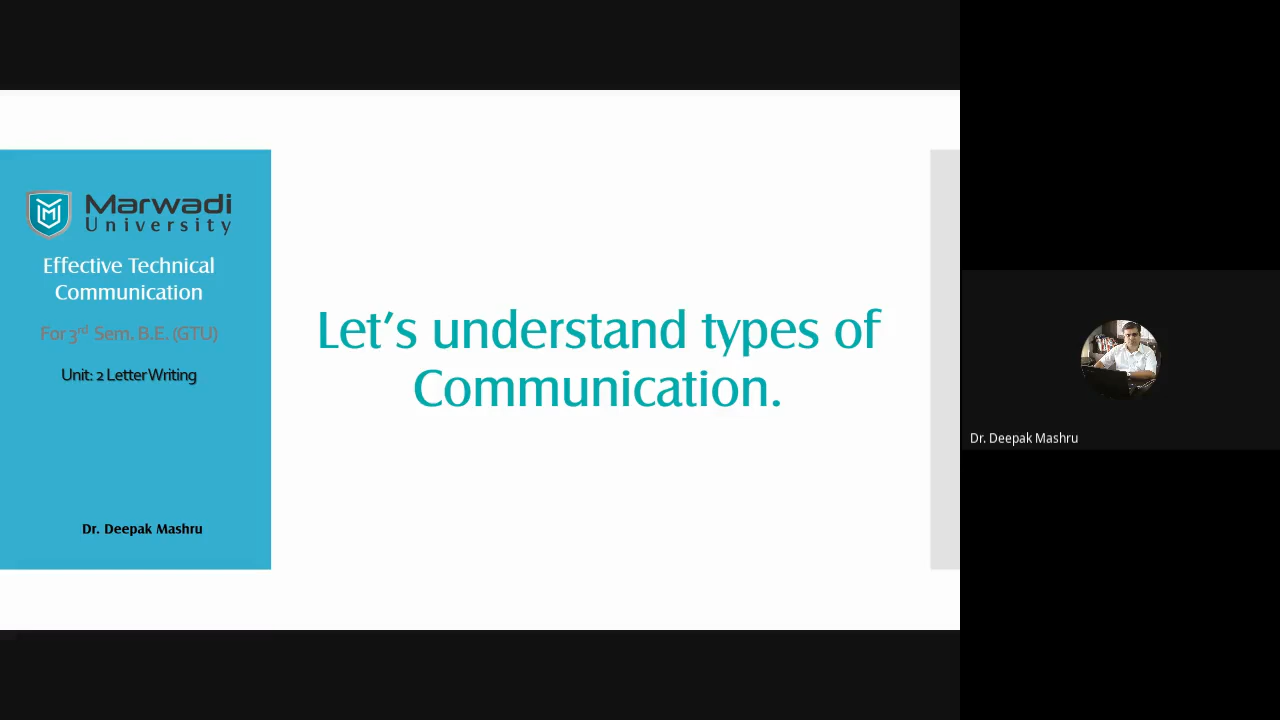 Marwadi
University
Effective Technical
Communication
For 3rd Sem. B.E. (GTU)
Unit: 2 Letter Writing
Dr. Deepak Mashru
Let's understand types of
Communication.
Dr. Deepak Mashru